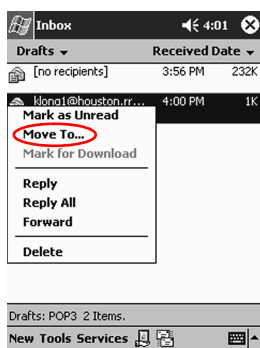 Inbox 4:01
Drafts Received Date
[no recipients] 3:56 PM 232K
klong1@houston.rr... 4:00 PM 1K
Mark as Unread
Move To...
Mark for Download
Reply
Reply All
Forward
Delete
Drafts: POP3 2 Items.
New Tools Services